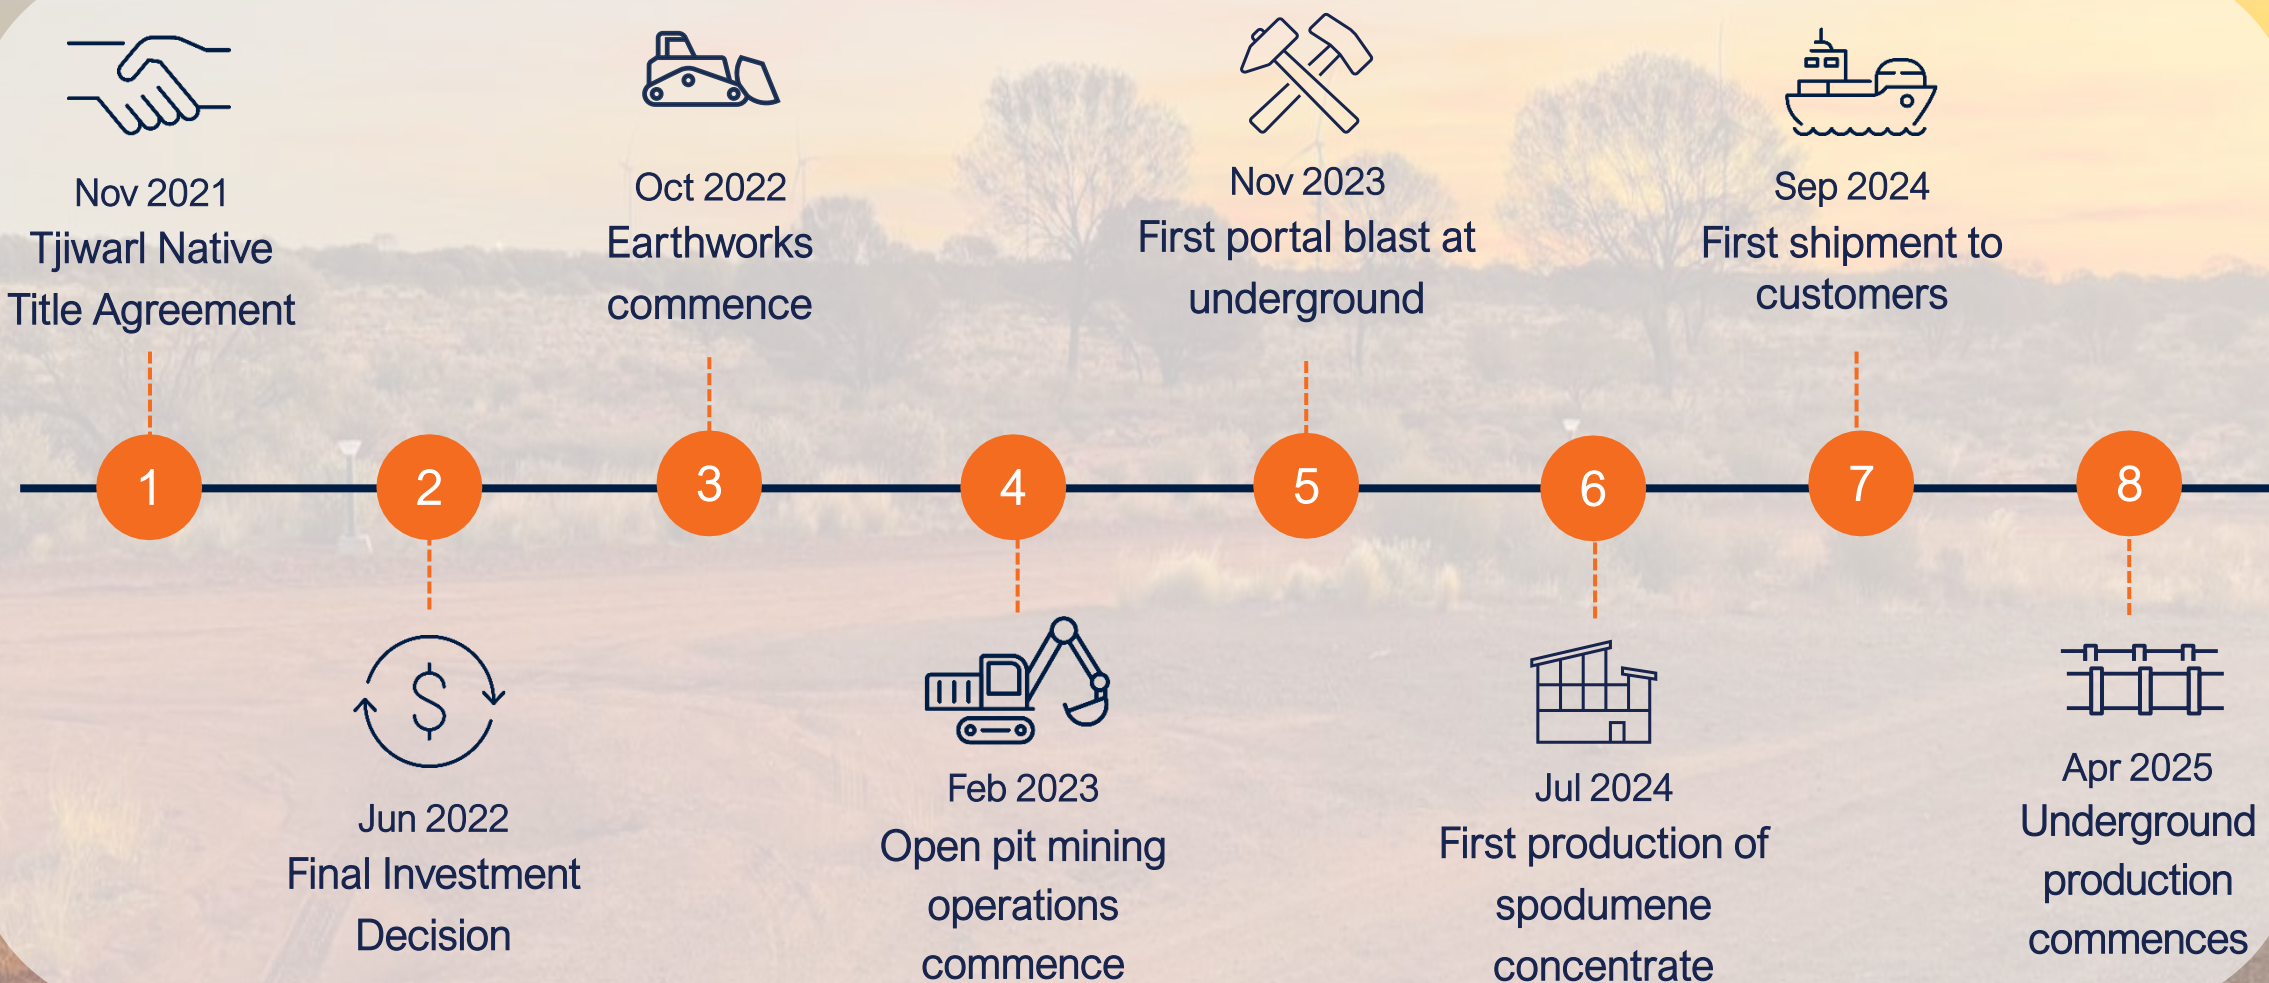 Nov 2021
Tjiwarl Native
Title Agreement
1
Jun 2022
Final Investment
Decision
2
Oct 2022
Earthworks
commence
3
Feb 2023
Open pit mining
operations
commence
4
Nov 2023
First portal blast at
underground
5
Jul 2024
First production of
spodumene
concentrate
6
Sep 2024
First shipment to
customers
7
Apr 2025
Underground
production
commences
8
$